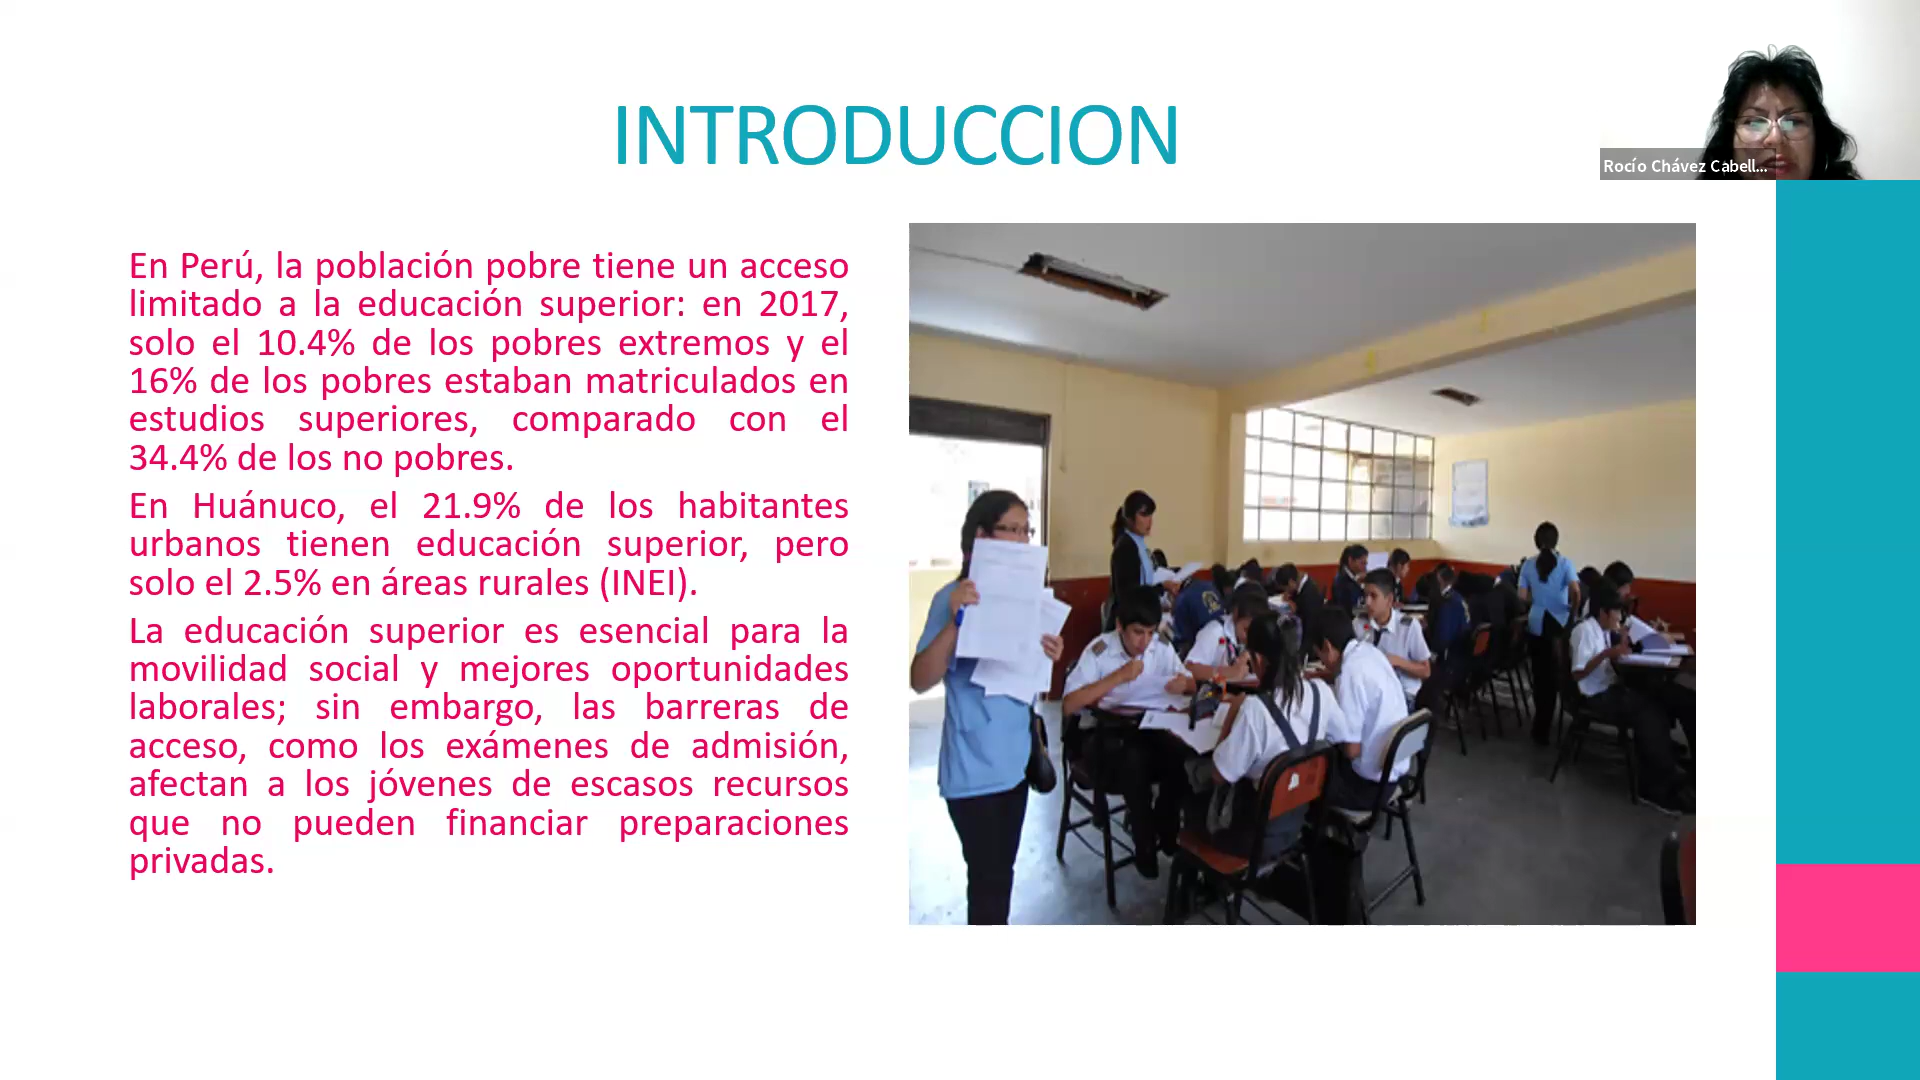 INTRODUCCION
Rocío Chávez Cabell...
En Perú, la población pobre tiene un acceso
limitado a la educación superior: en 2017,
solo el 10.4% de los pobres extremos y el
16% de los pobres estaban matriculados en
estudios superiores, comparado con el
34.4% de los no pobres.
En Huánuco, el 21.9% de los habitantes
urbanos tienen educación superior, pero
solo el 2.5% en áreas rurales (INEI).
La educación superior es esencial para la
movilidad social y mejores oportunidades
laborales; sin embargo, las barreras de
acceso, como los exámenes de admisión,
afectan a los jóvenes de escasos recursos
que no pueden financiar preparaciones
privadas.